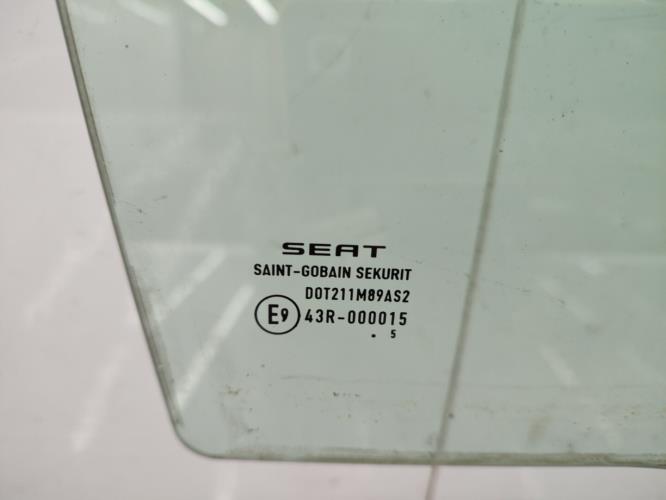 SEAT
SAINT-GOBAIN SEKURIT
DOT211M89AS2
E9 43R-000015
. 5